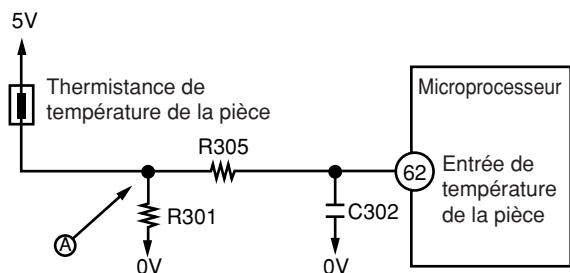 5V
Thermistance de
température de la pièce
Microprocesseur
R305
62
Entrée de
température
de la pièce
R301
C302
A
0V
0V